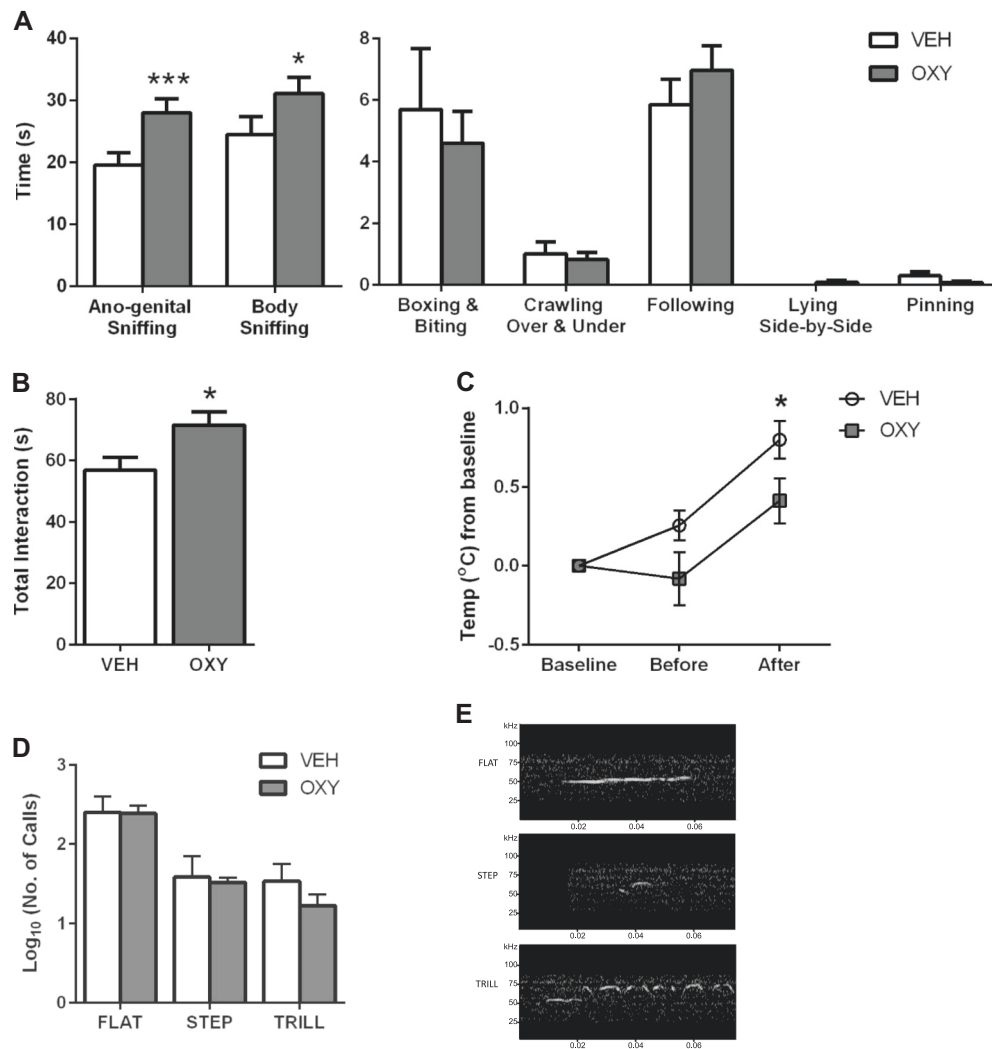 A
Time (s)
40
30
20
10
0
***
*
Ano-genital
Sniffing
Body
Sniffing
8
6
4
2
0
VEH
OXY
Boxing &
Biting
Crawling
Over & Under
Following
Lying
Side-by-Side
Pinning
B
Total Interaction (s)
80
60
40
20
0
*
VEH
OXY
C
Temp (°C) from baseline
1.0
0.5
0.0
-0.5
*
VEH
OXY
Baseline
Before
After
D
Log10 (No. of Calls)
3
2
1
0
VEH
OXY
FLAT
STEP
TRILL
E
kHz
100
FLAT
75
50
25
0.02
0.04
0.06
kHz
100
STEP
75
50
25
0.02
0.04
0.06
kHz
100
TRILL
75
50
25
0.02
0.04
0.06